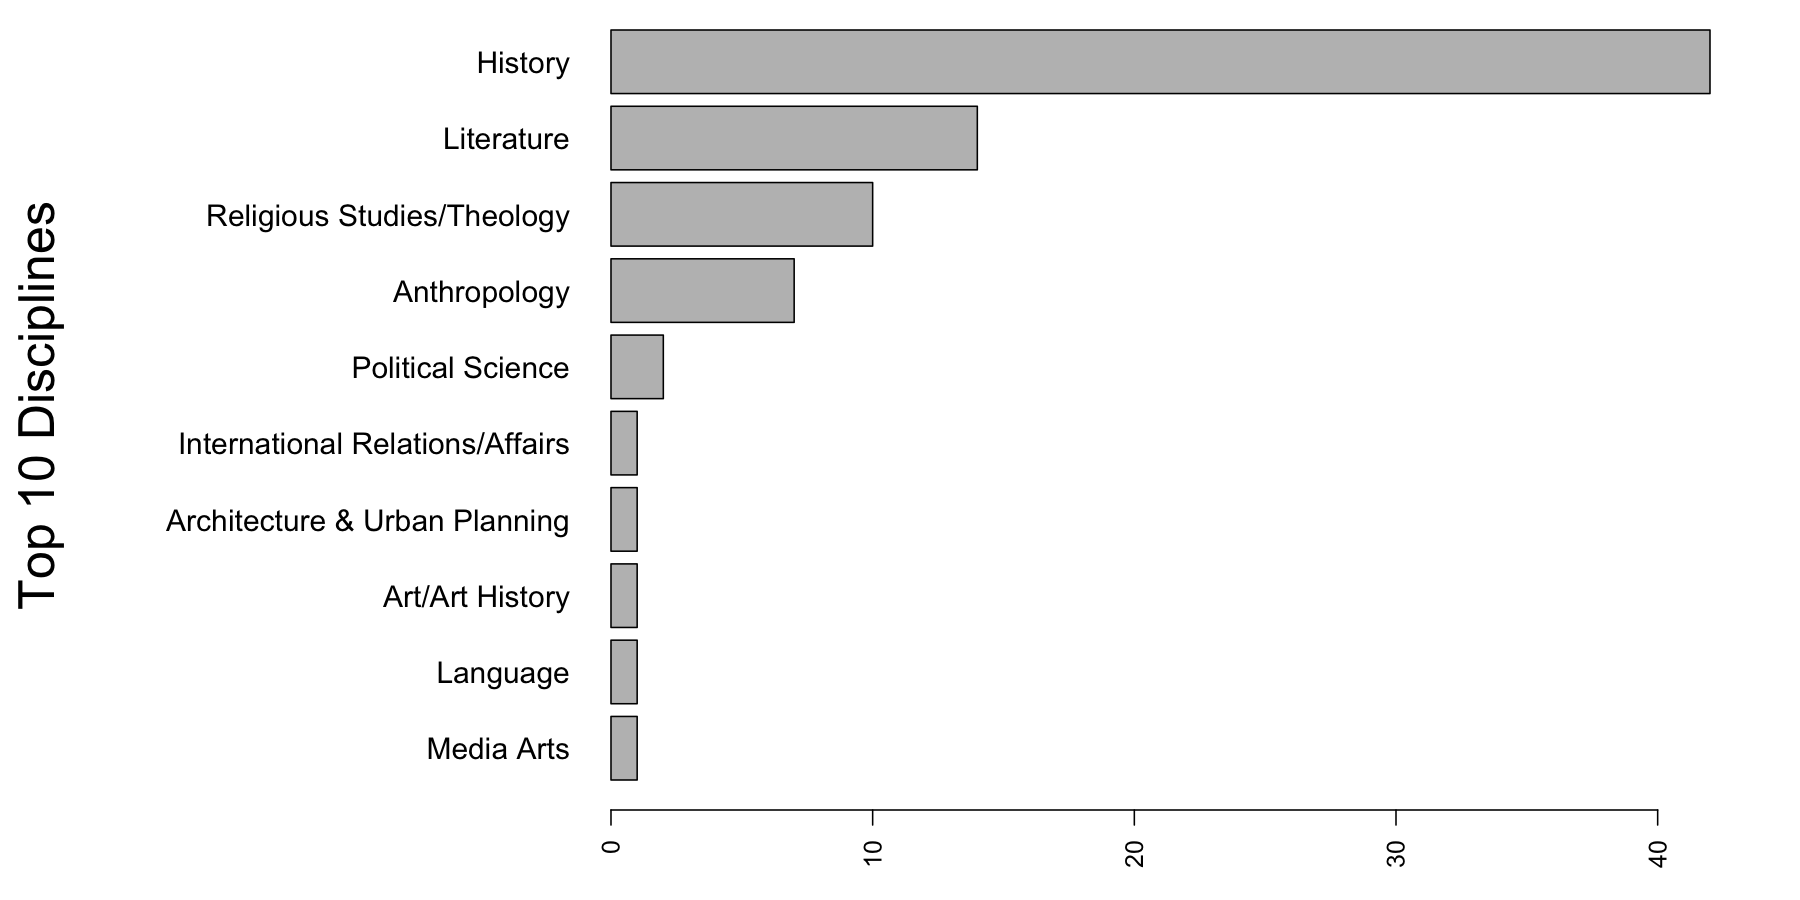 Top 10 Disciplines
History
Literature
Religious Studies/Theology
Anthropology
Political Science
International Relations/Affairs
Architecture & Urban Planning
Art/Art History
Language
Media Arts
0 10 20 30 40